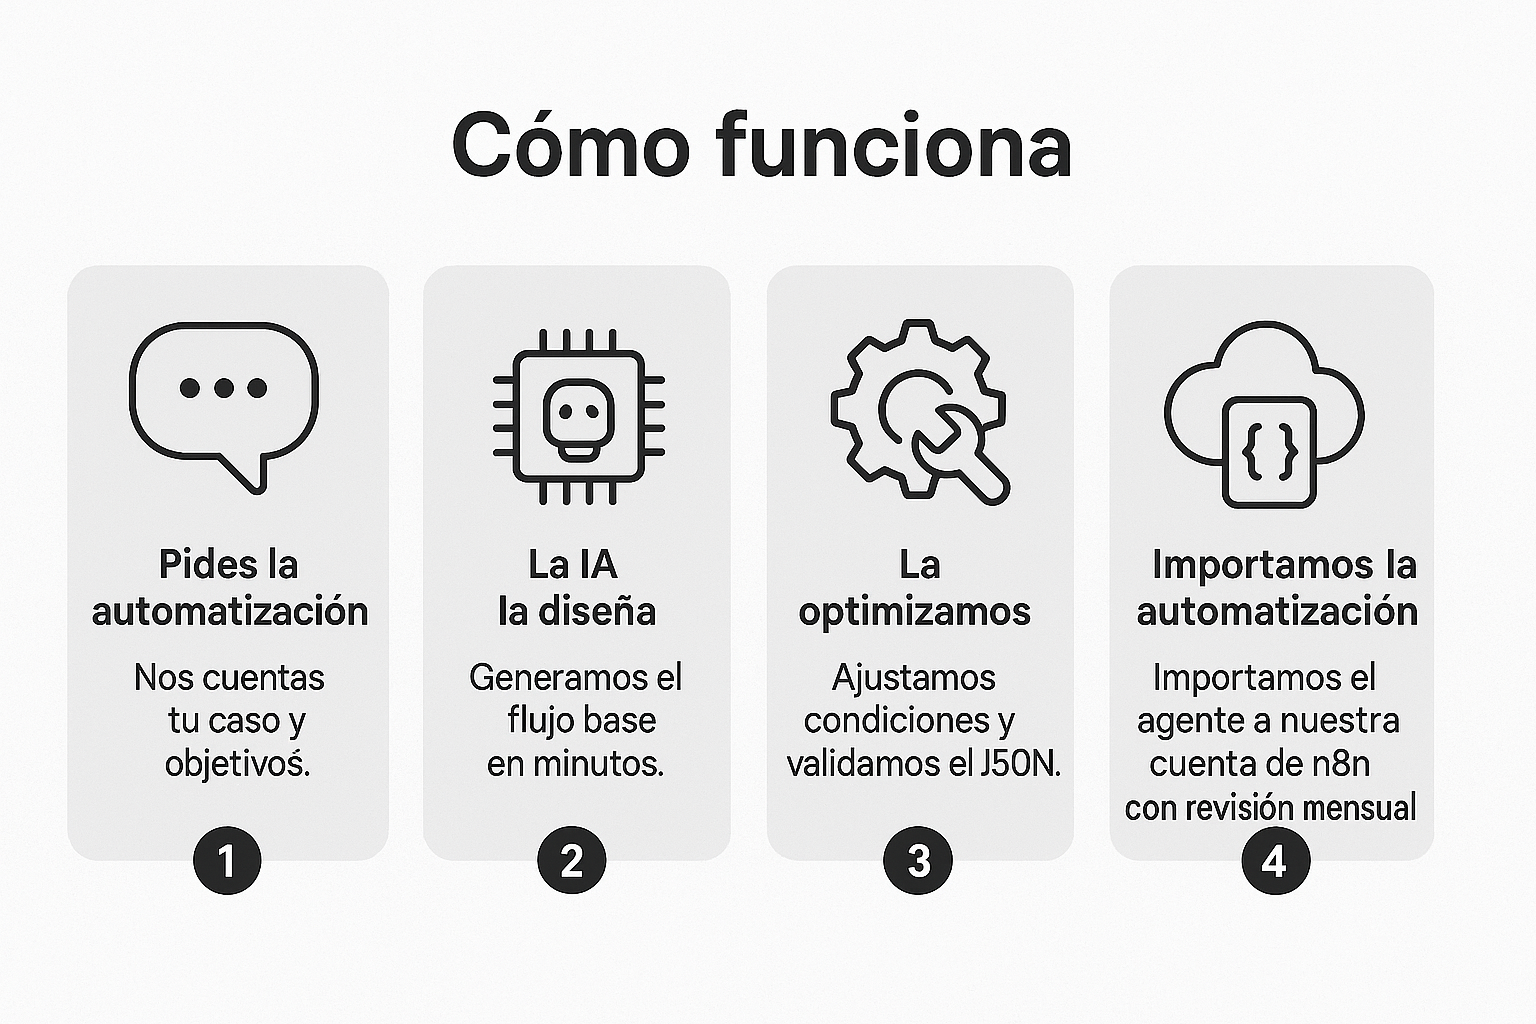 Cómo funciona
Pides la
automatización
Nos cuentas
tu caso y
objetivoś.
1
La IA
la diseña
Generamos el
flujo base
en minutos.
2
La
optimizamos
Ajustamos
condiciones y
validamos el J50N.
3
{ }
Importamos la
automatización
Importamos el
agente a nuestra
cuenta de n8n
con revisión mensual
4